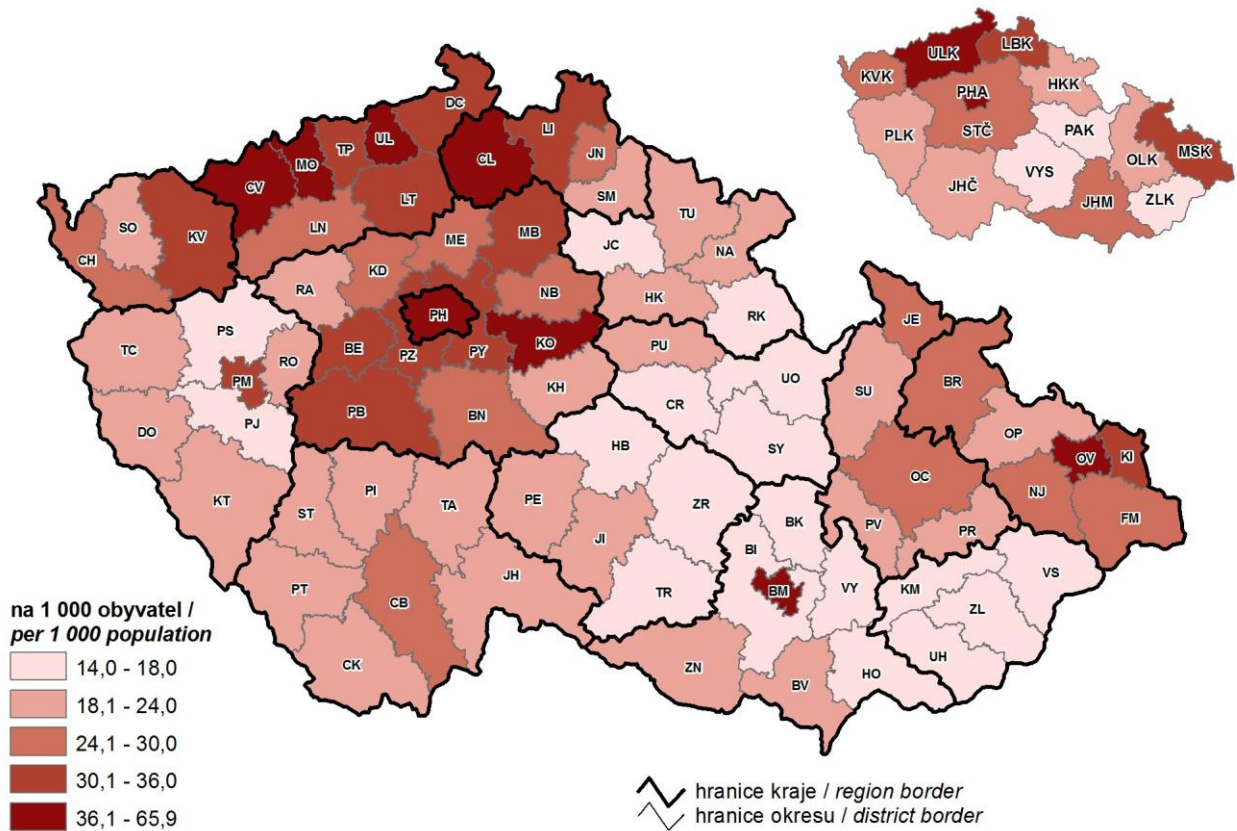 ULK
LBK
KVK
HKK
PHA
STČ
PLK
PAK
MSK
OLK
VYS
JHČ
JHM
ZLK
DC
UL
LI
MO
TP
CL
JN
CV
LT
SM
SO
KV
LN
TU
MB
ME
JC
NA
CH
KD
RA
NB
HK
PH
RK
PS
JE
KO
PU
TC
BE
PZ
PY
RO
BR
PM
KH
SU
UO
PB
BN
CR
OP
DO
PJ
HB
SY
OV
KI
OC
NJ
KT
PI
TA
PE
ZR
FM
ST
BK
PV
PR
JI
BI
VS
JH
PT
TR
BM
VY
KM
CB
ZL
UH
CK
ZN
BV
HO
na 1 000 obyvatel /
per 1 000 population
14,0 - 18,0
18,1 - 24,0
24,1 - 30,0
30,1 - 36,0
36,1 - 65,9
hranice kraje / region border
hranice okresu / district border